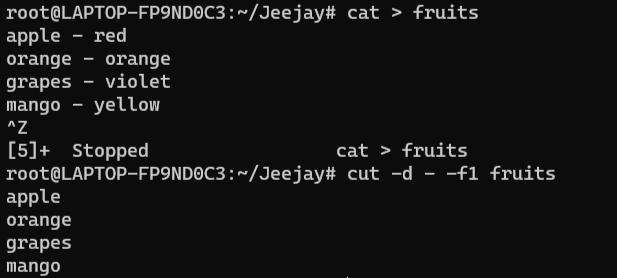 root@LAPTOP-FP9ND0C3:~/Jeejay# cat > fruits
apple - red
orange - orange
grapes - violet
mango - yellow
^Z
[5]+  Stopped                 cat > fruits
root@LAPTOP-FP9ND0C3:~/Jeejay# cut -d - -f1 fruits
apple
orange
grapes
mango